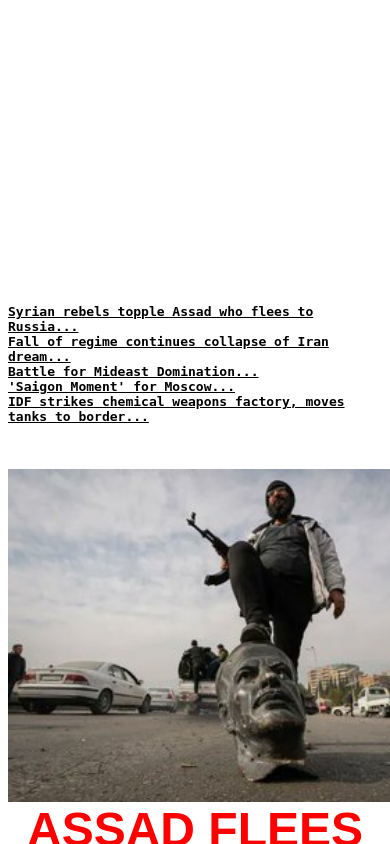 Syrian rebels topple Assad who flees to
Russia...
Fall of regime continues collapse of Iran
dream...
Battle for Mideast Domination...
'Saigon Moment' for Moscow...
IDF strikes chemical weapons factory, moves
tanks to border...
ASSAD FLEES